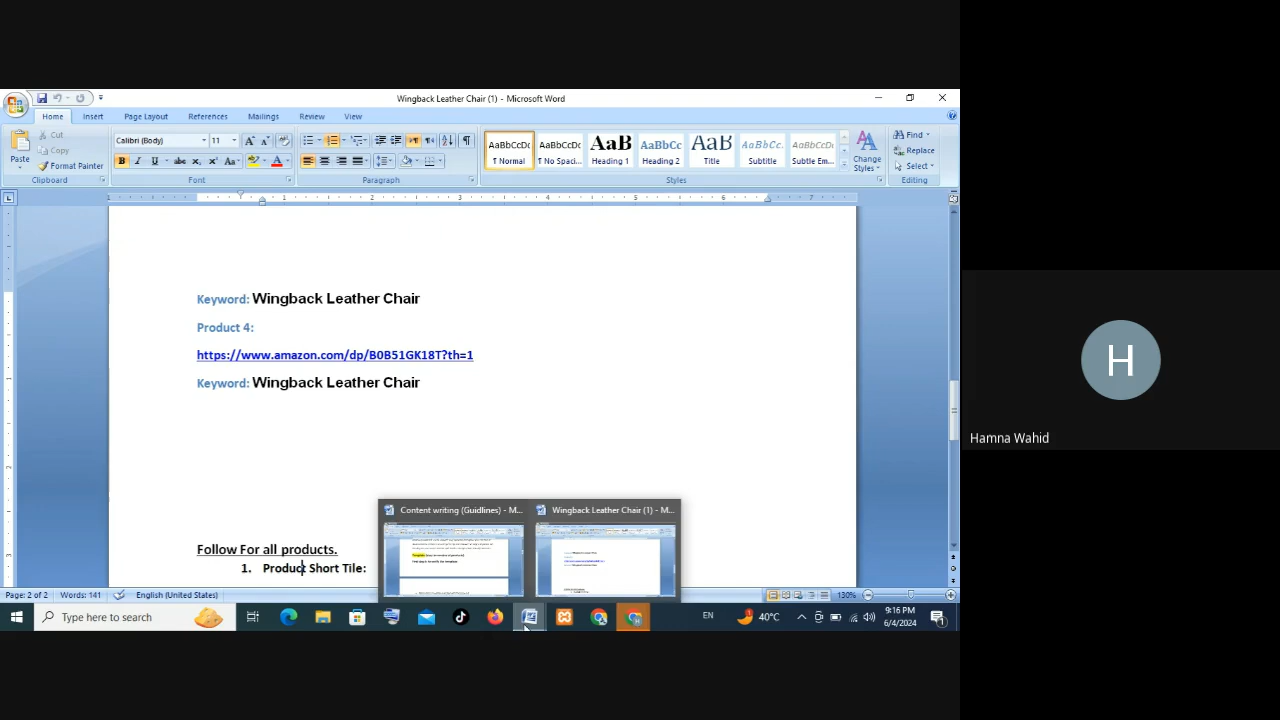 Wingback Leather Chair (1) - Microsoft Word
Home Insert Page Layout References Mailings Review View
Paste
Cut
Copy
Format Painter
Clipboard
Calibri (Body) 11
Font
Paragraph
AaBbCcDc AaBbCcDc AaB AaBbCc AaB AaBbCc. AaBbCcDc
¶ Normal ¶ No Spaci... Heading 1 Heading 2 Title Subtitle Subtle Em...
Change Styles
Styles
Find
Replace
Select
Editing
Keyword: Wingback Leather Chair
Product 4:
https://www.amazon.com/dp/B0B51GK18T?th=1
Keyword: Wingback Leather Chair
Follow For all products.
1. Product Short Tile:
Content writing (Guidlines) - M...
Wingback Leather Chair (1) - M...
Page: 2 of 2 Words: 141 English (United States) 130%
Type here to search
EN 40°C 9:16 PM
6/4/2024
H
Hamna Wahid